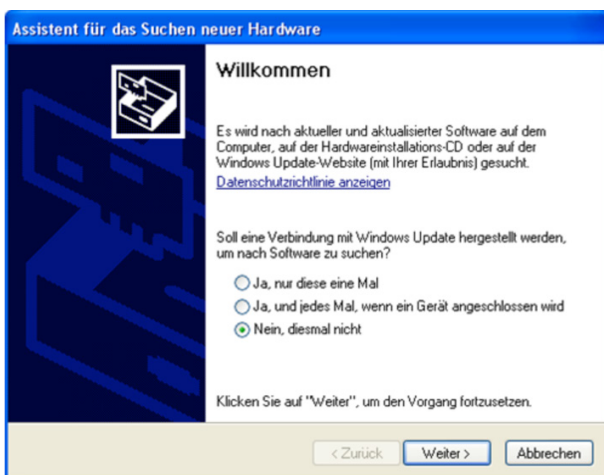 Assistent für das Suchen neuer Hardware
Willkommen
Es wird nach aktueller und aktualisierter Software auf dem
Computer, auf der Hardwareinstallations-CD oder auf der
Windows Update-Website (mit Ihrer Erlaubnis) gesucht.
Datenschutzrichtlinie anzeigen
Soll eine Verbindung mit Windows Update hergestellt werden,
um nach Software zu suchen?
Ja, nur diese eine Mal
Ja, und jedes Mal, wenn ein Gerät angeschlossen wird
Nein, diesmal nicht
Klicken Sie auf "Weiter", um den Vorgang fortzusetzen.
< Zurück Weiter > Abbrechen